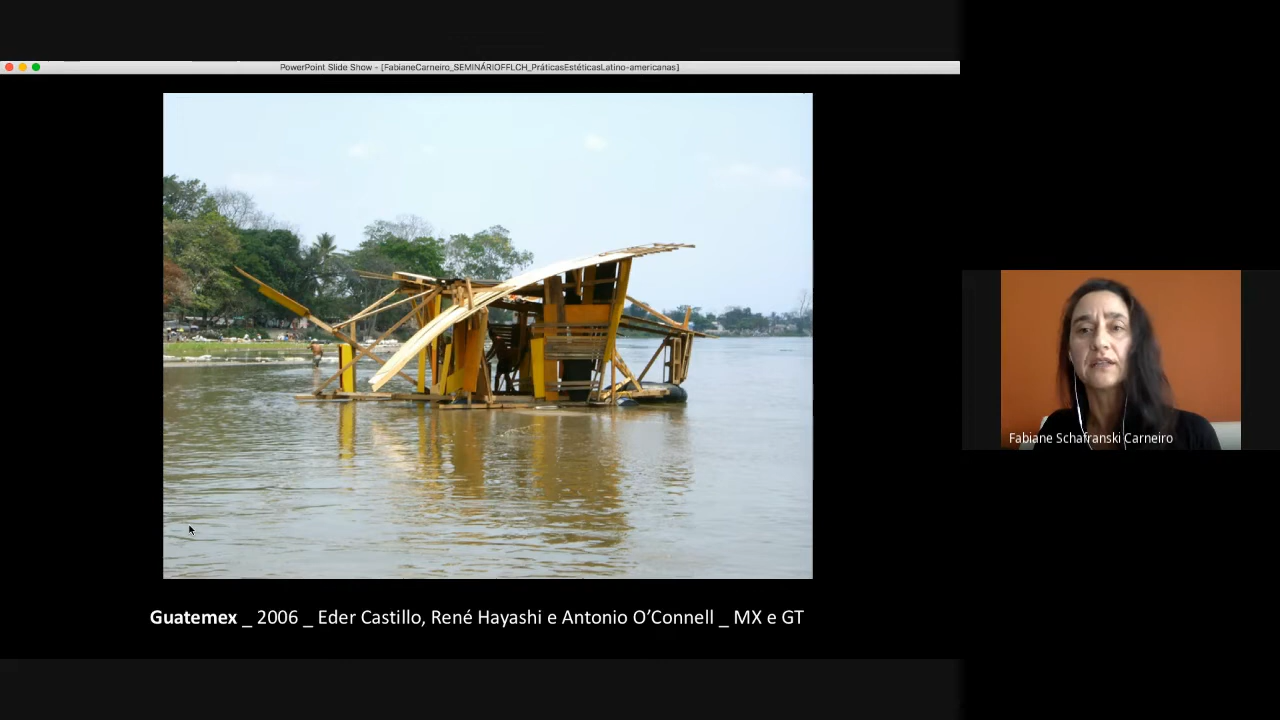 PowerPoint Slide Show - [FabianeCarneiro_SEMINÁRIOFFLCH_PráticasEstéticasLatino-americanas]
Guatemex _ 2006 _ Eder Castillo, René Hayashi e Antonio O’Connell _ MX e GT
Fabiane Schafranski Carneiro